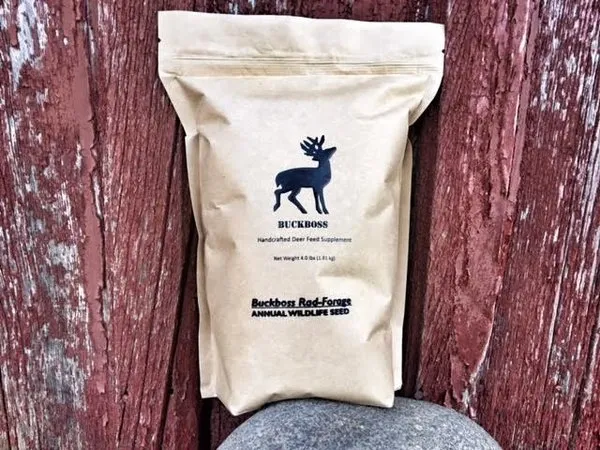 BUCKBOSS
Handcrafted Deer Feed Supplement
Net Weight 4.0 lbs (1.81 kg)
Buckboss Rad-Forage
ANNUAL WILDLIFE SEED